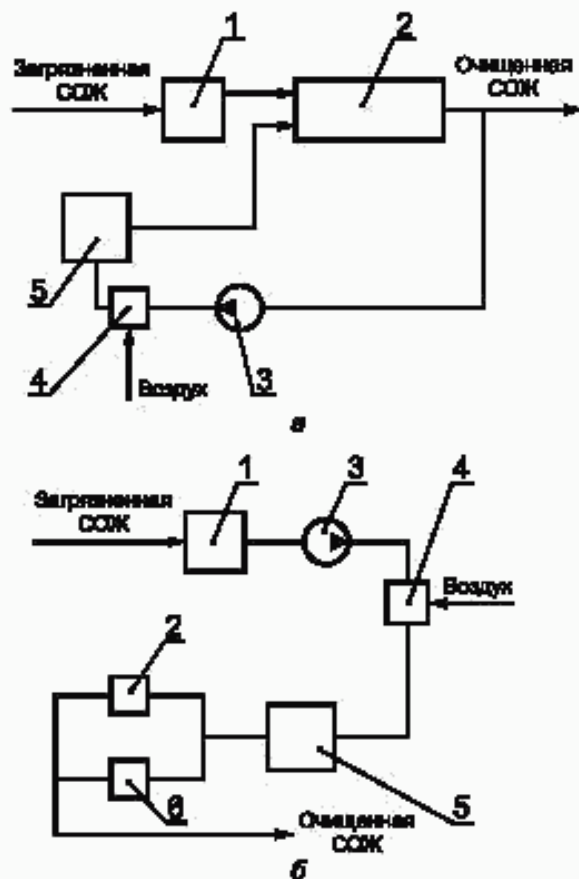 1
2
Загрязненная
СОЖ
Очищенная
СОЖ
5
4
3
Воздух
а
1
3
4
Загрязненная
СОЖ
Воздух
2
6
5
Очищенная
СОЖ
б